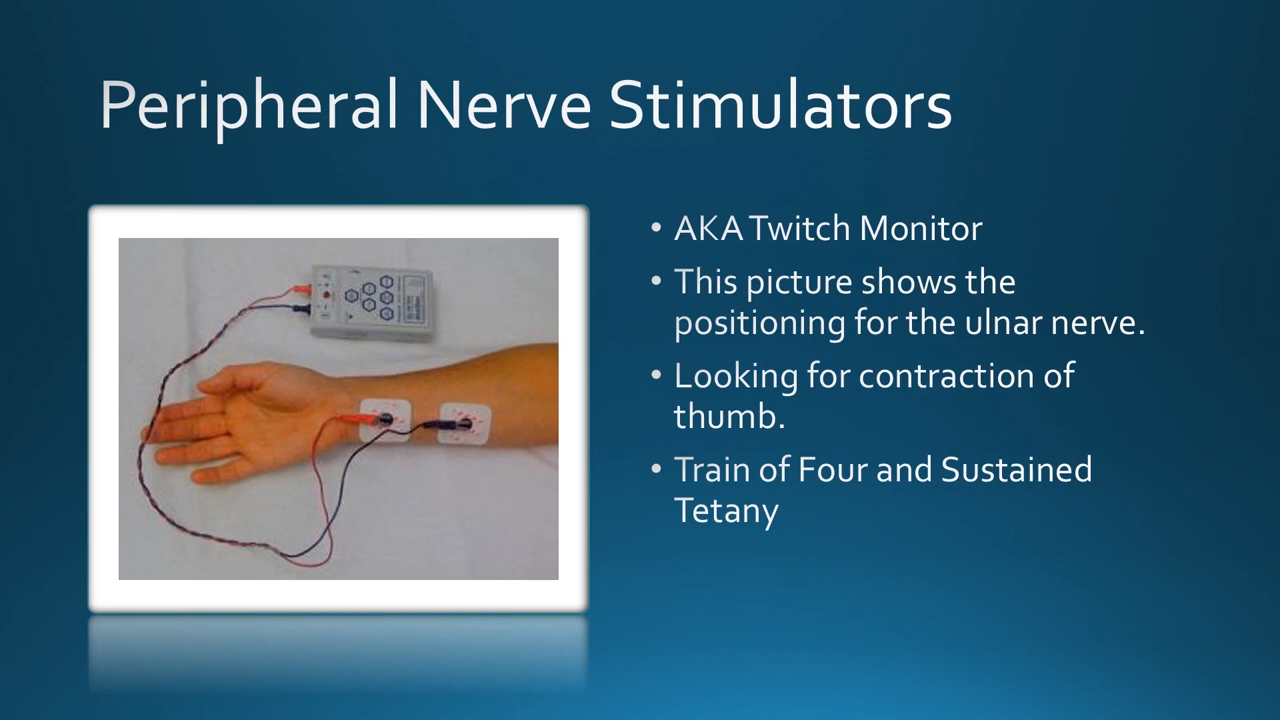 Peripheral Nerve Stimulators
• AKA Twitch Monitor
• This picture shows the
positioning for the ulnar nerve.
• Looking for contraction of
thumb.
• Train of Four and Sustained
Tetany